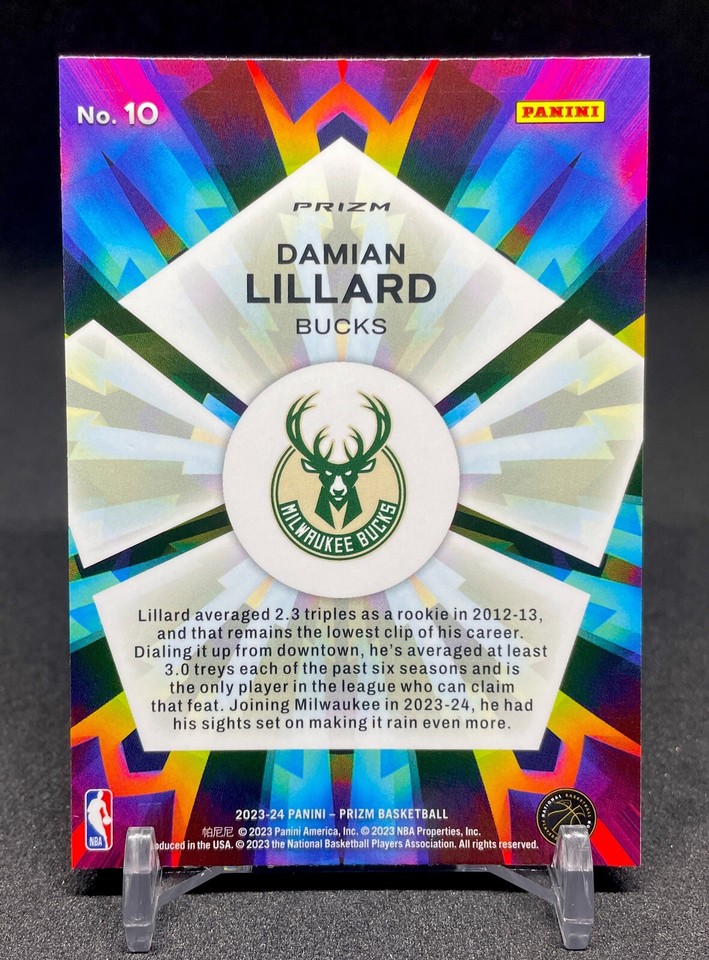 No. 10
PANINI
PRIZM
DAMIAN
LILLARD
BUCKS
MILWAUKEE BUCKS
Lillard averaged 2.3 triples as a rookie in 2012-13,
and that remains the lowest clip of his career.
Dialing it up from downtown, he's averaged at least
3.0 treys each of the past six seasons and is
the only player in the league who can claim
that feat. Joining Milwaukee in 2023-24, he had
his sights set on making it rain even more.
2023-24 PANINI – PRIZM BASKETBALL
帕尼尼 © 2023 Panini America, Inc. © 2023 NBA Properties, Inc.
oduced in the USA. © 2023 the National Basketball Players Association. All rights reserved.
NBA
NATIONAL BASKETBALL